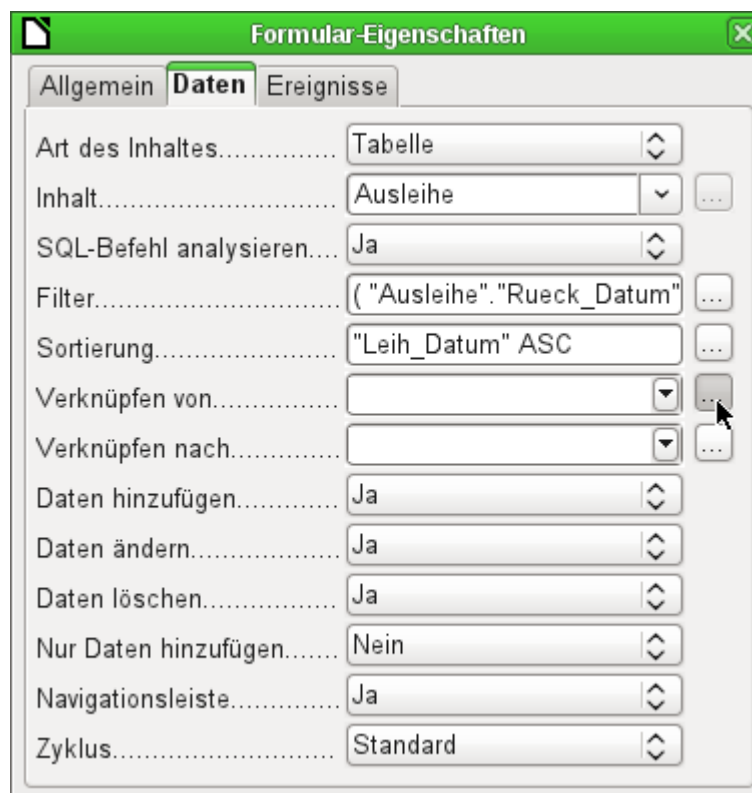 Formular-Eigenschaften
Allgemein Daten Ereignisse
Art des Inhaltes............... Tabelle
Inhalt............................ Ausleihe ...
SQL-Befehl analysieren.... Ja
Filter............................. ( "Ausleihe"."Rueck_Datum" ...
Sortierung...................... "Leih_Datum" ASC ...
Verknüpfen von............... ...
Verknüpfen nach............. ...
Daten hinzufügen............. Ja
Daten ändern.................. Ja
Daten löschen................. Ja
Nur Daten hinzufügen....... Nein
Navigationsleiste............. Ja
Zyklus........................... Standard